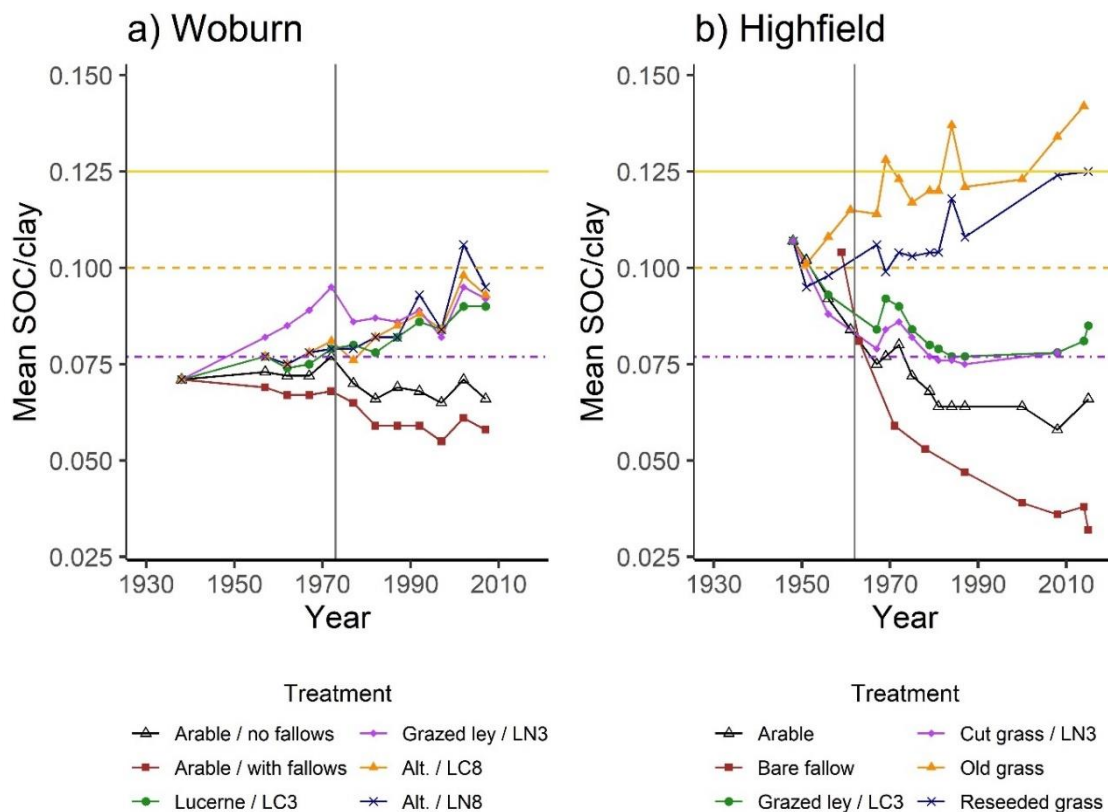 a) Woburn
0.150
0.125
0.100
0.075
0.050
0.025
Mean SOC/clay
1930 1950 1970 1990 2010
Year
Treatment
Arable / no fallows
Arable / with fallows
Lucerne / LC3
Grazed ley / LN3
Alt. / LC8
Alt. / LN8
b) Highfield
0.150
0.125
0.100
0.075
0.050
0.025
Mean SOC/clay
1930 1950 1970 1990 2010
Year
Treatment
Arable
Bare fallow
Grazed ley / LC3
Cut grass / LN3
Old grass
Reseeded grass